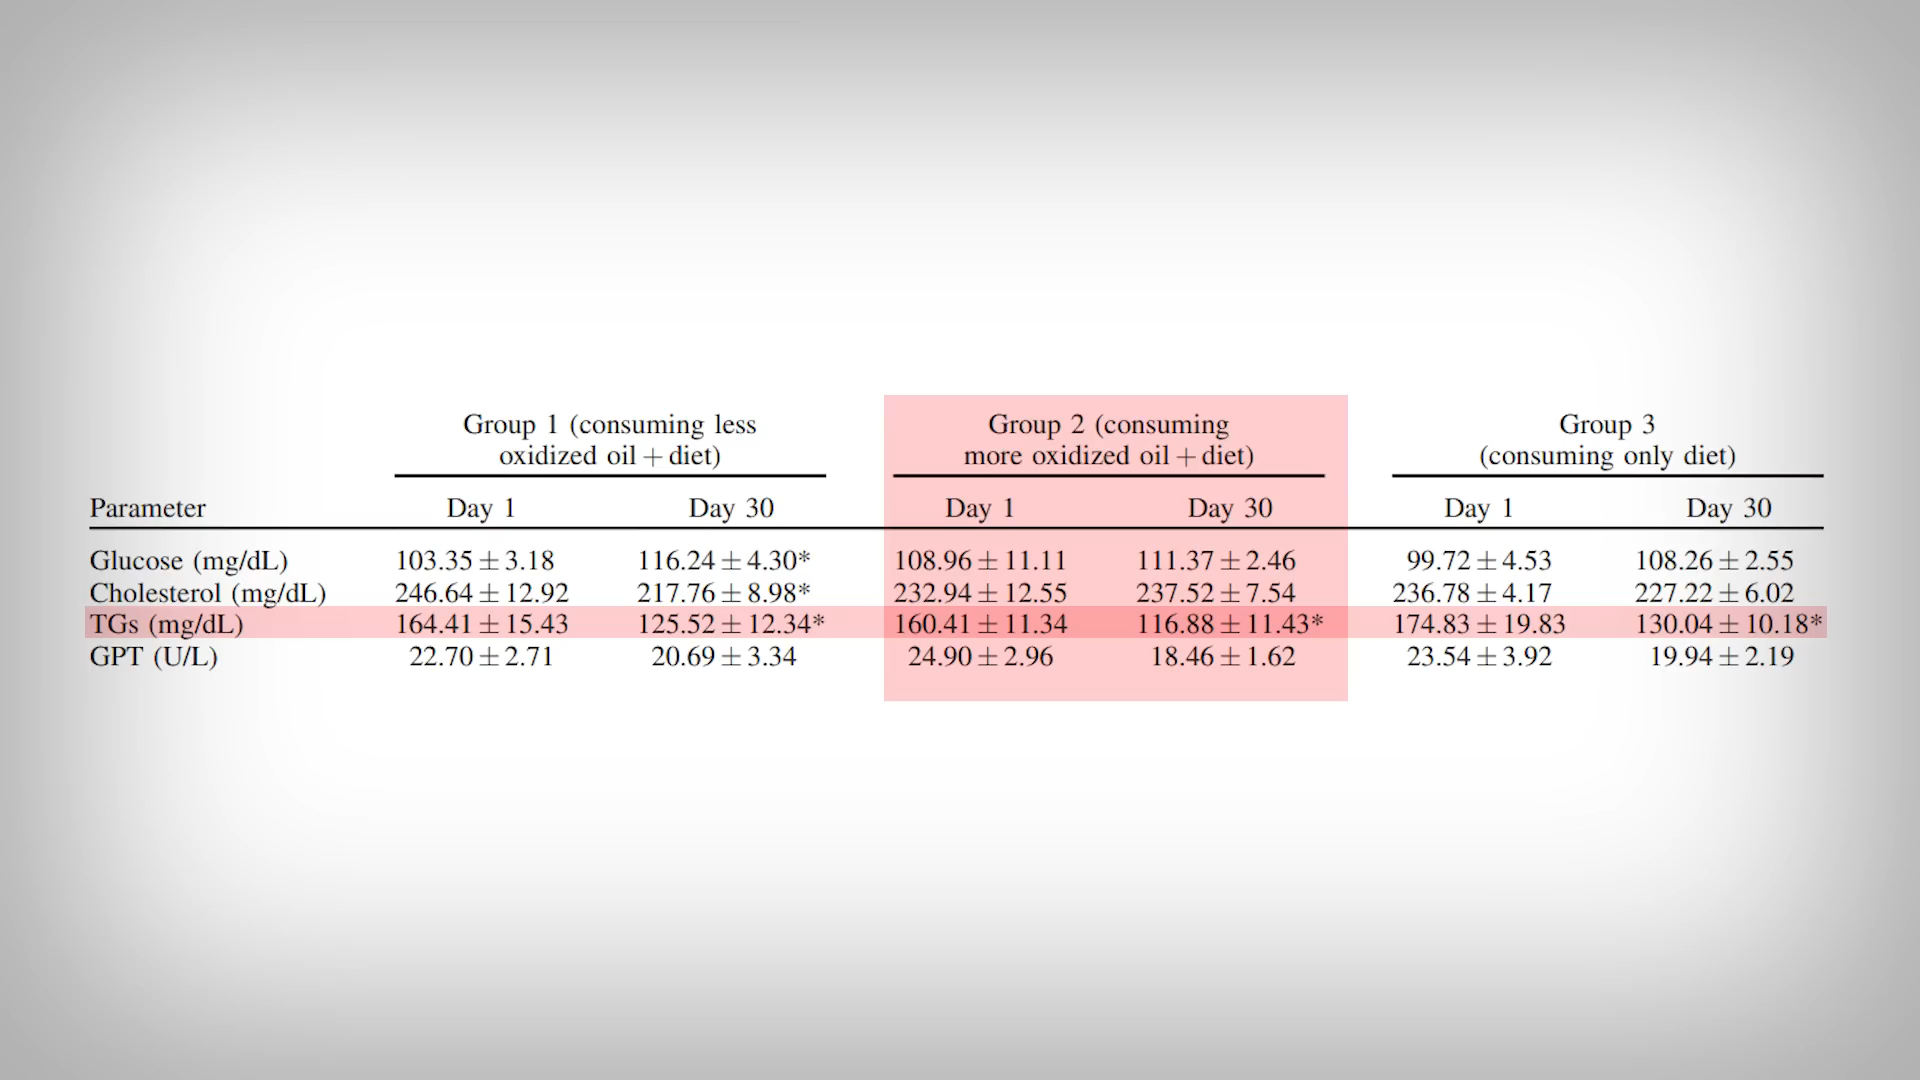 Group 1 (consuming less oxidized oil + diet)
Group 2 (consuming more oxidized oil + diet)
Group 3 (consuming only diet)
Parameter Day 1 Day 30 Day 1 Day 30 Day 1 Day 30
Glucose (mg/dL) 103.35 ± 3.18 116.24 ± 4.30* 108.96 ± 11.11 111.37 ± 2.46 99.72 ± 4.53 108.26 ± 2.55
Cholesterol (mg/dL) 246.64 ± 12.92 217.76 ± 8.98* 232.94 ± 12.55 237.52 ± 7.54 236.78 ± 4.17 227.22 ± 6.02
TGs (mg/dL) 164.41 ± 15.43 125.52 ± 12.34* 160.41 ± 11.34 116.88 ± 11.43* 174.83 ± 19.83 130.04 ± 10.18*
GPT (U/L) 22.70 ± 2.71 20.69 ± 3.34 24.90 ± 2.96 18.46 ± 1.62 23.54 ± 3.92 19.94 ± 2.19